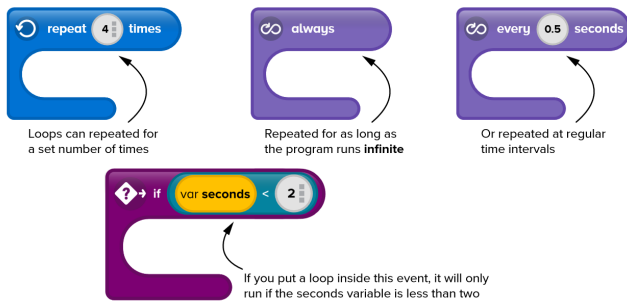 repeat 4 times
always
every 0.5 seconds
Loops can repeated for
a set number of times
Repeated for as long as
the program runs infinite
Or repeated at regular
time intervals
? if var seconds < 2
If you put a loop inside this event, it will only
run if the seconds variable is less than two